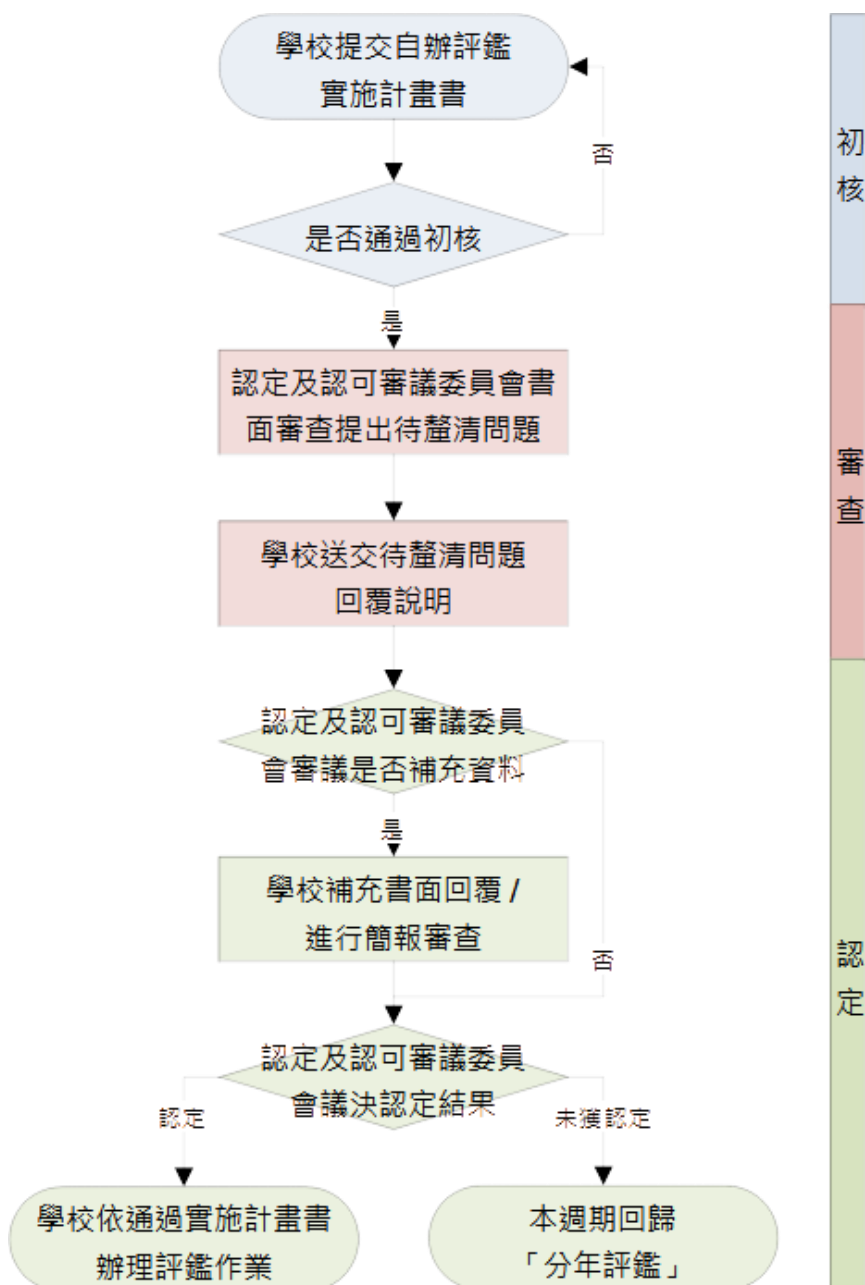 學校提交自辦評鑑
實施計畫書
否
是否通過初核
是
認定及認可審議委員會書
面審查提出待釐清問題
學校送交待釐清問題
回覆說明
認定及認可審議委員
會審議是否補充資料
是
學校補充書面回覆 /
進行簡報審查
否
認定及認可審議委員
會議決認定結果
認定
未獲認定
學校依通過實施計畫書
辦理評鑑作業
本週期回歸
「分年評鑑」
初
核
審
查
認
定